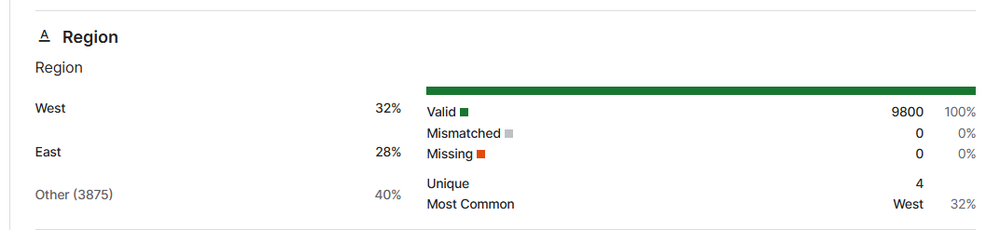 A Region
Region
West 32%
East 28%
Other (3875) 40%
Valid 9800 100%
Mismatched 0 0%
Missing 0 0%
Unique 4
Most Common West 32%